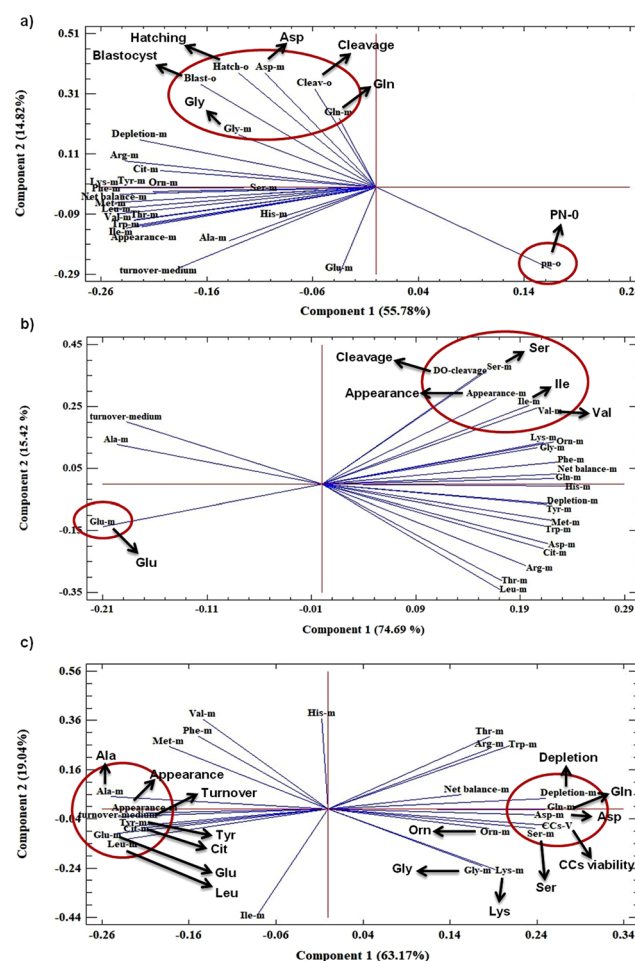 a)
Component 2 (14.82%)
0.51
0.31
0.11
-0.09
-0.29
Hatching
Asp
Cleavage
Blastocyst
Hatch-o
Asp-m
Blast-o
Cleav-o
Gln
Gly
Gln-m
Gly-m
Depletion-m
Arg-m
Cit-m
Lys-m
Tyr-m
Orn-m
Phe-m
Ser-m
Net balance-m
Met-m
Leu-m
Val-m
Thr-m
His-m
Trp-m
Ile-m
Appearance-m
Ala-m
turnover-medium
Glu-m
PN-0
pn-o
-0.26
-0.16
-0.06
0.04
0.14
Component 1 (55.78%)
b)
Component 2 (15.42 %)
0.45
0.25
0.05
-0.15
-0.35
Ser
Cleavage
DO-cleavage
Ser-m
Ile
Appearance
Appearance-m
Ile-m
Val-m
Val
turnover-medium
Ala-m
Lys-m
Orn-m
Gly-m
Phe-m
Net balance-m
Gln-m
His-m
Depletion-m
Tyr-m
Glu-m
Met-m
Trp-m
Glu
Asp-m
Cit-m
Arg-m
Thr-m
Leu-m
-0.21
-0.11
-0.01
0.09
0.19
0.29
Component 1 (74.69 %)
c)
Component 2 (19.04%)
0.56
0.36
0.16
-0.04
-0.24
-0.44
Val-m
His-m
Phe-m
Met-m
Thr-m
Arg-m
Trp-m
Ala
Appearance
Depletion
Turnover
Gln
Ala-m
Net balance-m
Depletion-m
Appearance
Gln-m
turnover-medium
Asp-m
Asp
Tyr-m
Tyr
CCs-V
Cit-m
Orn
Orn-m
Ser-m
Glu-m
Cit
Leu-m
CCs viability
Glu
Gly
Gly-m
Lys-m
Leu
Ser
Lys
Ile-m
-0.26
-0.16
-0.06
0.04
0.14
0.24
0.34
Component 1 (63.17%)